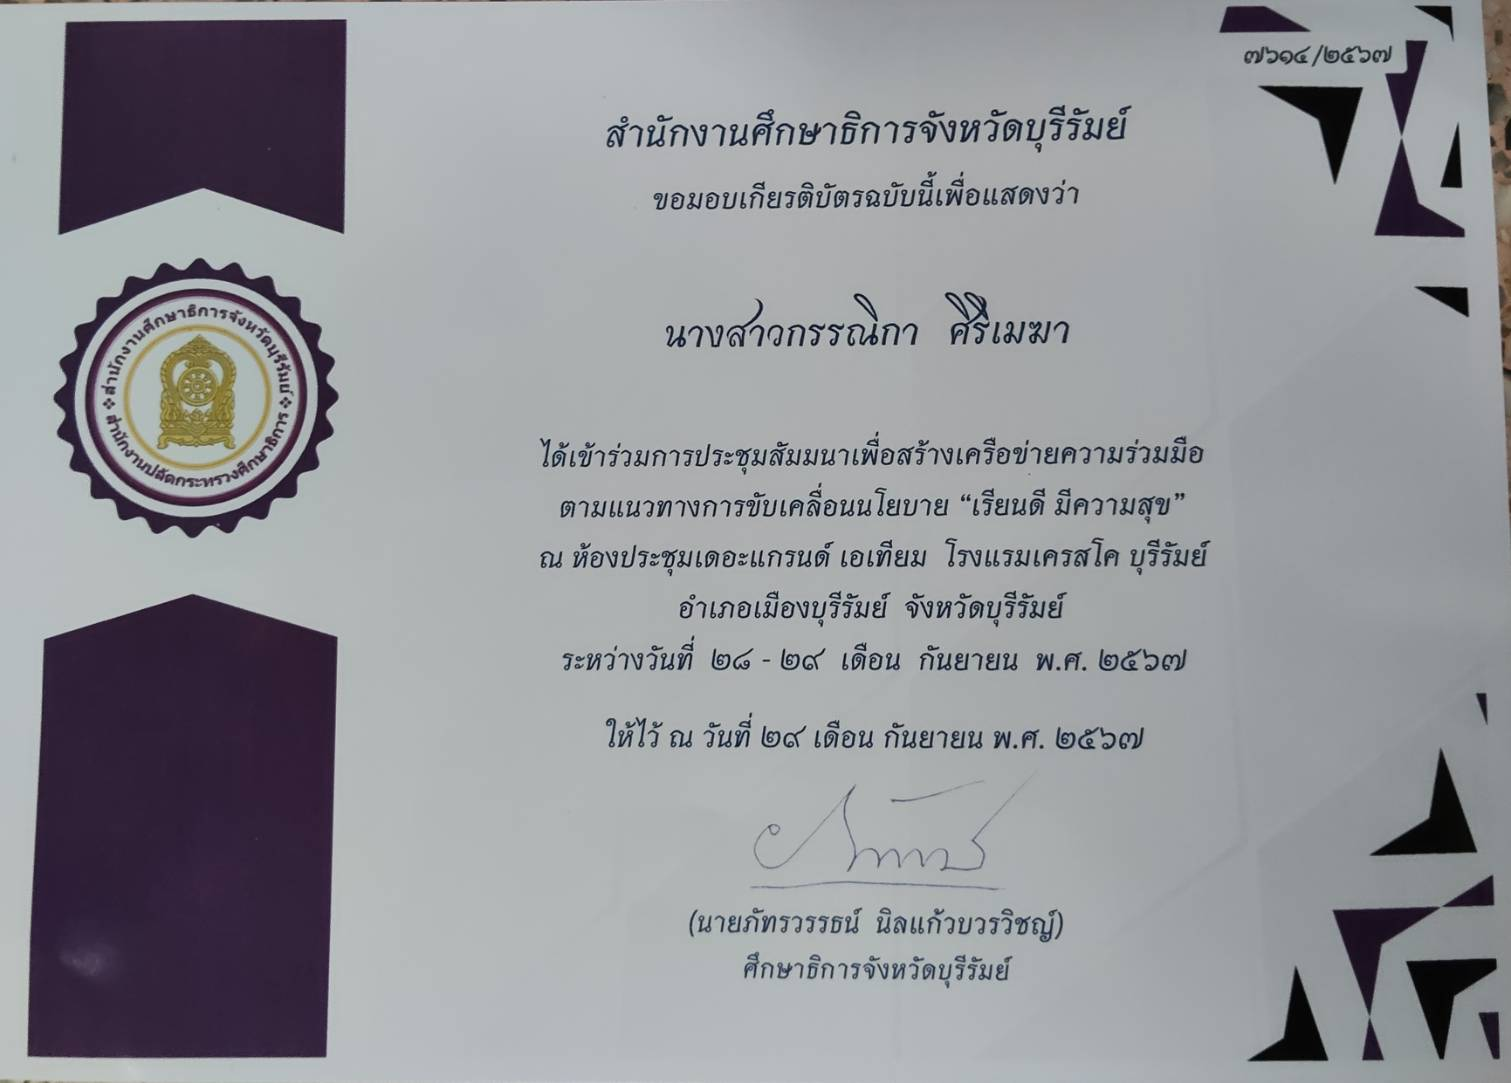 ๗๖๑๔/๒๕๖๗
สำนักงานศึกษาธิการจังหวัดบุรีรัมย์
ขอมอบเกียรติบัตรฉบับนี้เพื่อแสดงว่า
นางสาวกรรณิกา ศิริเมฆา
สำนักงานศึกษาธิการจังหวัดบุรีรัมย์
สำนักงานปลัดกระทรวงศึกษาธิการ
ได้เข้าร่วมการประชุมสัมมนาเพื่อสร้างเครือข่ายความร่วมมือ
ตามแนวทางการขับเคลื่อนนโยบาย “เรียนดี มีความสุข”
ณ ห้องประชุมเดอะแกรนด์ เอเทียม โรงแรมเครสโค บุรีรัมย์
อำเภอเมืองบุรีรัมย์ จังหวัดบุรีรัมย์
ระหว่างวันที่ ๒๘ - ๒๙ เดือน กันยายน พ.ศ. ๒๕๖๗
ให้ไว้ ณ วันที่ ๒๙ เดือน กันยายน พ.ศ. ๒๕๖๗
(นายภัทรวรรธน์ นิลแก้วบวรวิชญ์)
ศึกษาธิการจังหวัดบุรีรัมย์